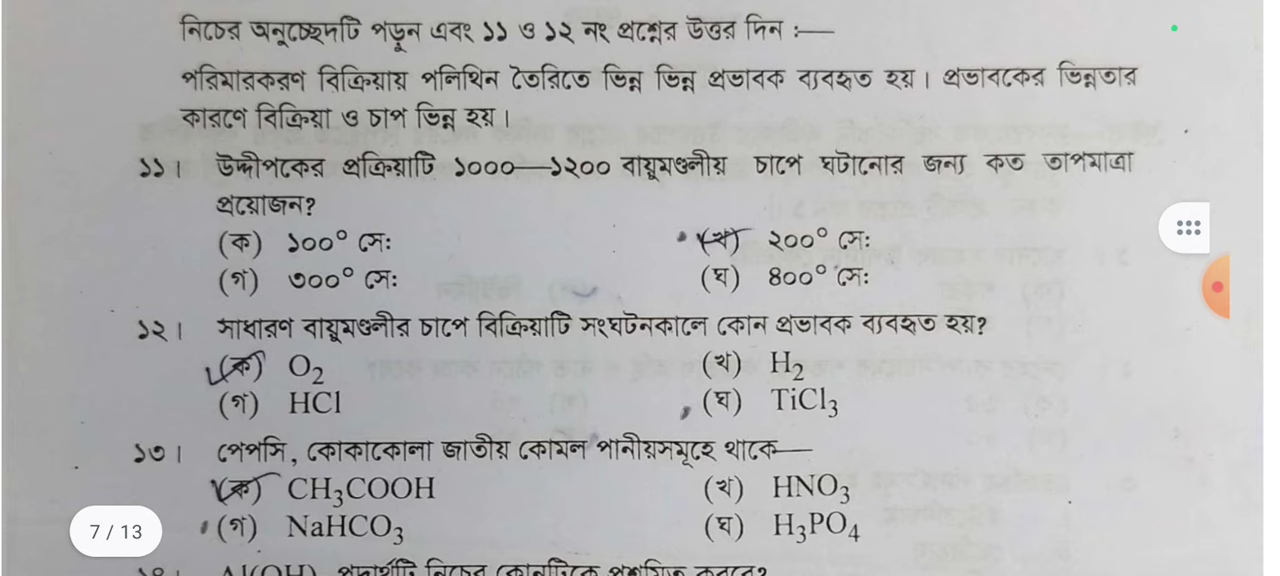 নিচের অনুচ্ছেদটি পড়ুন এবং ১১ ও ১২ নং প্রশ্নের উত্তর দিন :—
পরিমারকরণ বিক্রিয়ায় পলিথিন তৈরিতে ভিন্ন ভিন্ন প্রভাবক ব্যবহৃত হয়। প্রভাবকের ভিন্নতার
কারণে বিক্রিয়া ও চাপ ভিন্ন হয়।
১১। উদ্দীপকের প্রক্রিয়াটি ১০০০—১২০০ বায়ুমণ্ডলীয় চাপে ঘটানোর জন্য কত তাপমাত্রা
প্রয়োজন?
(ক) ১০০° সেঃ (খ) ২০০° সেঃ
(গ) ৩০০° সেঃ (ঘ) ৪০০° সেঃ
১২। সাধারণ বায়ুমণ্ডলীর চাপে বিক্রিয়াটি সংঘটনকালে কোন প্রভাবক ব্যবহৃত হয়?
(ক) O₂ (খ) H₂
(গ) HCl (ঘ) TiCl₃
১৩। পেপসি, কোকাকোলা জাতীয় কোমল পানীয়সমূহে থাকে—
(ক) CH₃COOH (খ) HNO₃
(গ) NaHCO₃ (ঘ) H₃PO₄
7 / 13